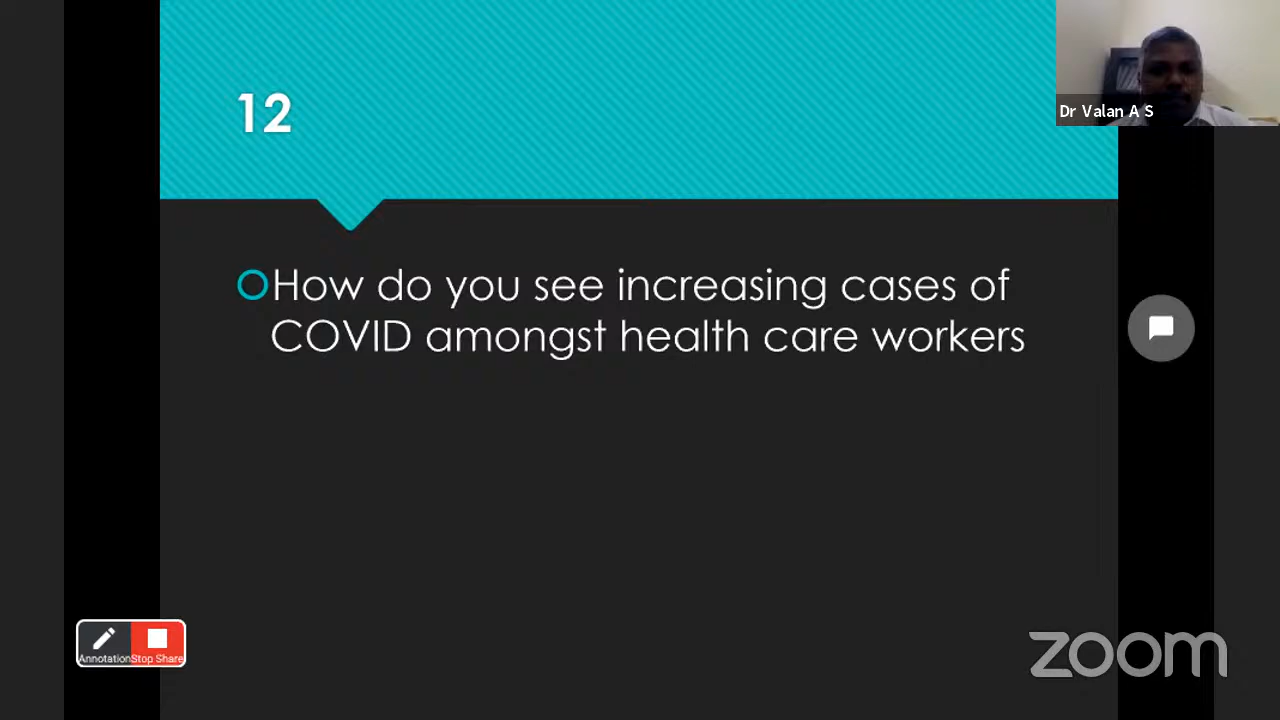 12
Dr Valan A S
How do you see increasing cases of
COVID amongst health care workers
Annotation Stop Share
zoom